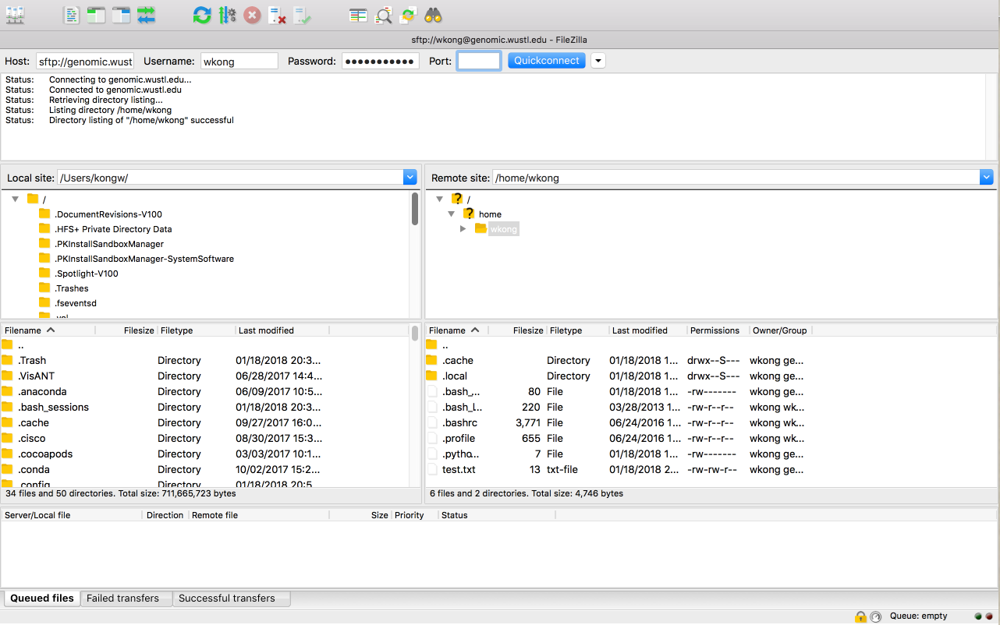 sftp://wkong@genomic.wustl.edu - FileZilla
Host: sftp://genomic.wust Username: wkong Password: ●●●●●●●●●●● Port: Quickconnect
Status: Connecting to genomic.wustl.edu...
Status: Connected to genomic.wustl.edu
Status: Retrieving directory listing...
Status: Listing directory /home/wkong
Status: Directory listing of "/home/wkong" successful
Local site: /Users/kongw/
/
.DocumentRevisions-V100
.HFS+ Private Directory Data
.PKInstallSandboxManager
.PKInstallSandboxManager-SystemSoftware
.Spotlight-V100
.Trashes
.fseventsd
.vol
Remote site: /home/wkong
? /
? home
wkong
Filename Filesize Filetype Last modified
..
.Trash Directory 01/18/2018 20:3...
.VisANT Directory 06/28/2017 14:4...
.anaconda Directory 06/09/2017 10:5...
.bash_sessions Directory 01/18/2018 20:3...
.cache Directory 09/27/2017 16:0...
.cisco Directory 08/30/2017 15:3...
.cocoapods Directory 03/03/2017 10:1...
.conda Directory 10/02/2017 15:2...
.config Directory 01/18/2018 20:5
34 files and 50 directories. Total size: 711,665,723 bytes
Filename Filesize Filetype Last modified Permissions Owner/Group
..
.cache Directory 01/18/2018 1... drwx--S--- wkong ge...
.local Directory 01/18/2018 1... drwx--S--- wkong ge...
.bash_... 80 File 01/18/2018 1... -rw------- wkong ge...
.bash_l... 220 File 03/28/2013 1... -rw-r--r-- wkong wk...
.bashrc 3,771 File 06/24/2016 1... -rw-r--r-- wkong wk...
.profile 655 File 06/24/2016 1... -rw-r--r-- wkong wk...
.pytho... 7 File 01/18/2018 1... -rw------- wkong ge...
test.txt 13 txt-file 01/18/2018 2... -rw-rw-r-- wkong ge...
6 files and 2 directories. Total size: 4,746 bytes
Server/Local file Direction Remote file Size Priority Status
Queued files Failed transfers Successful transfers
Queue: empty